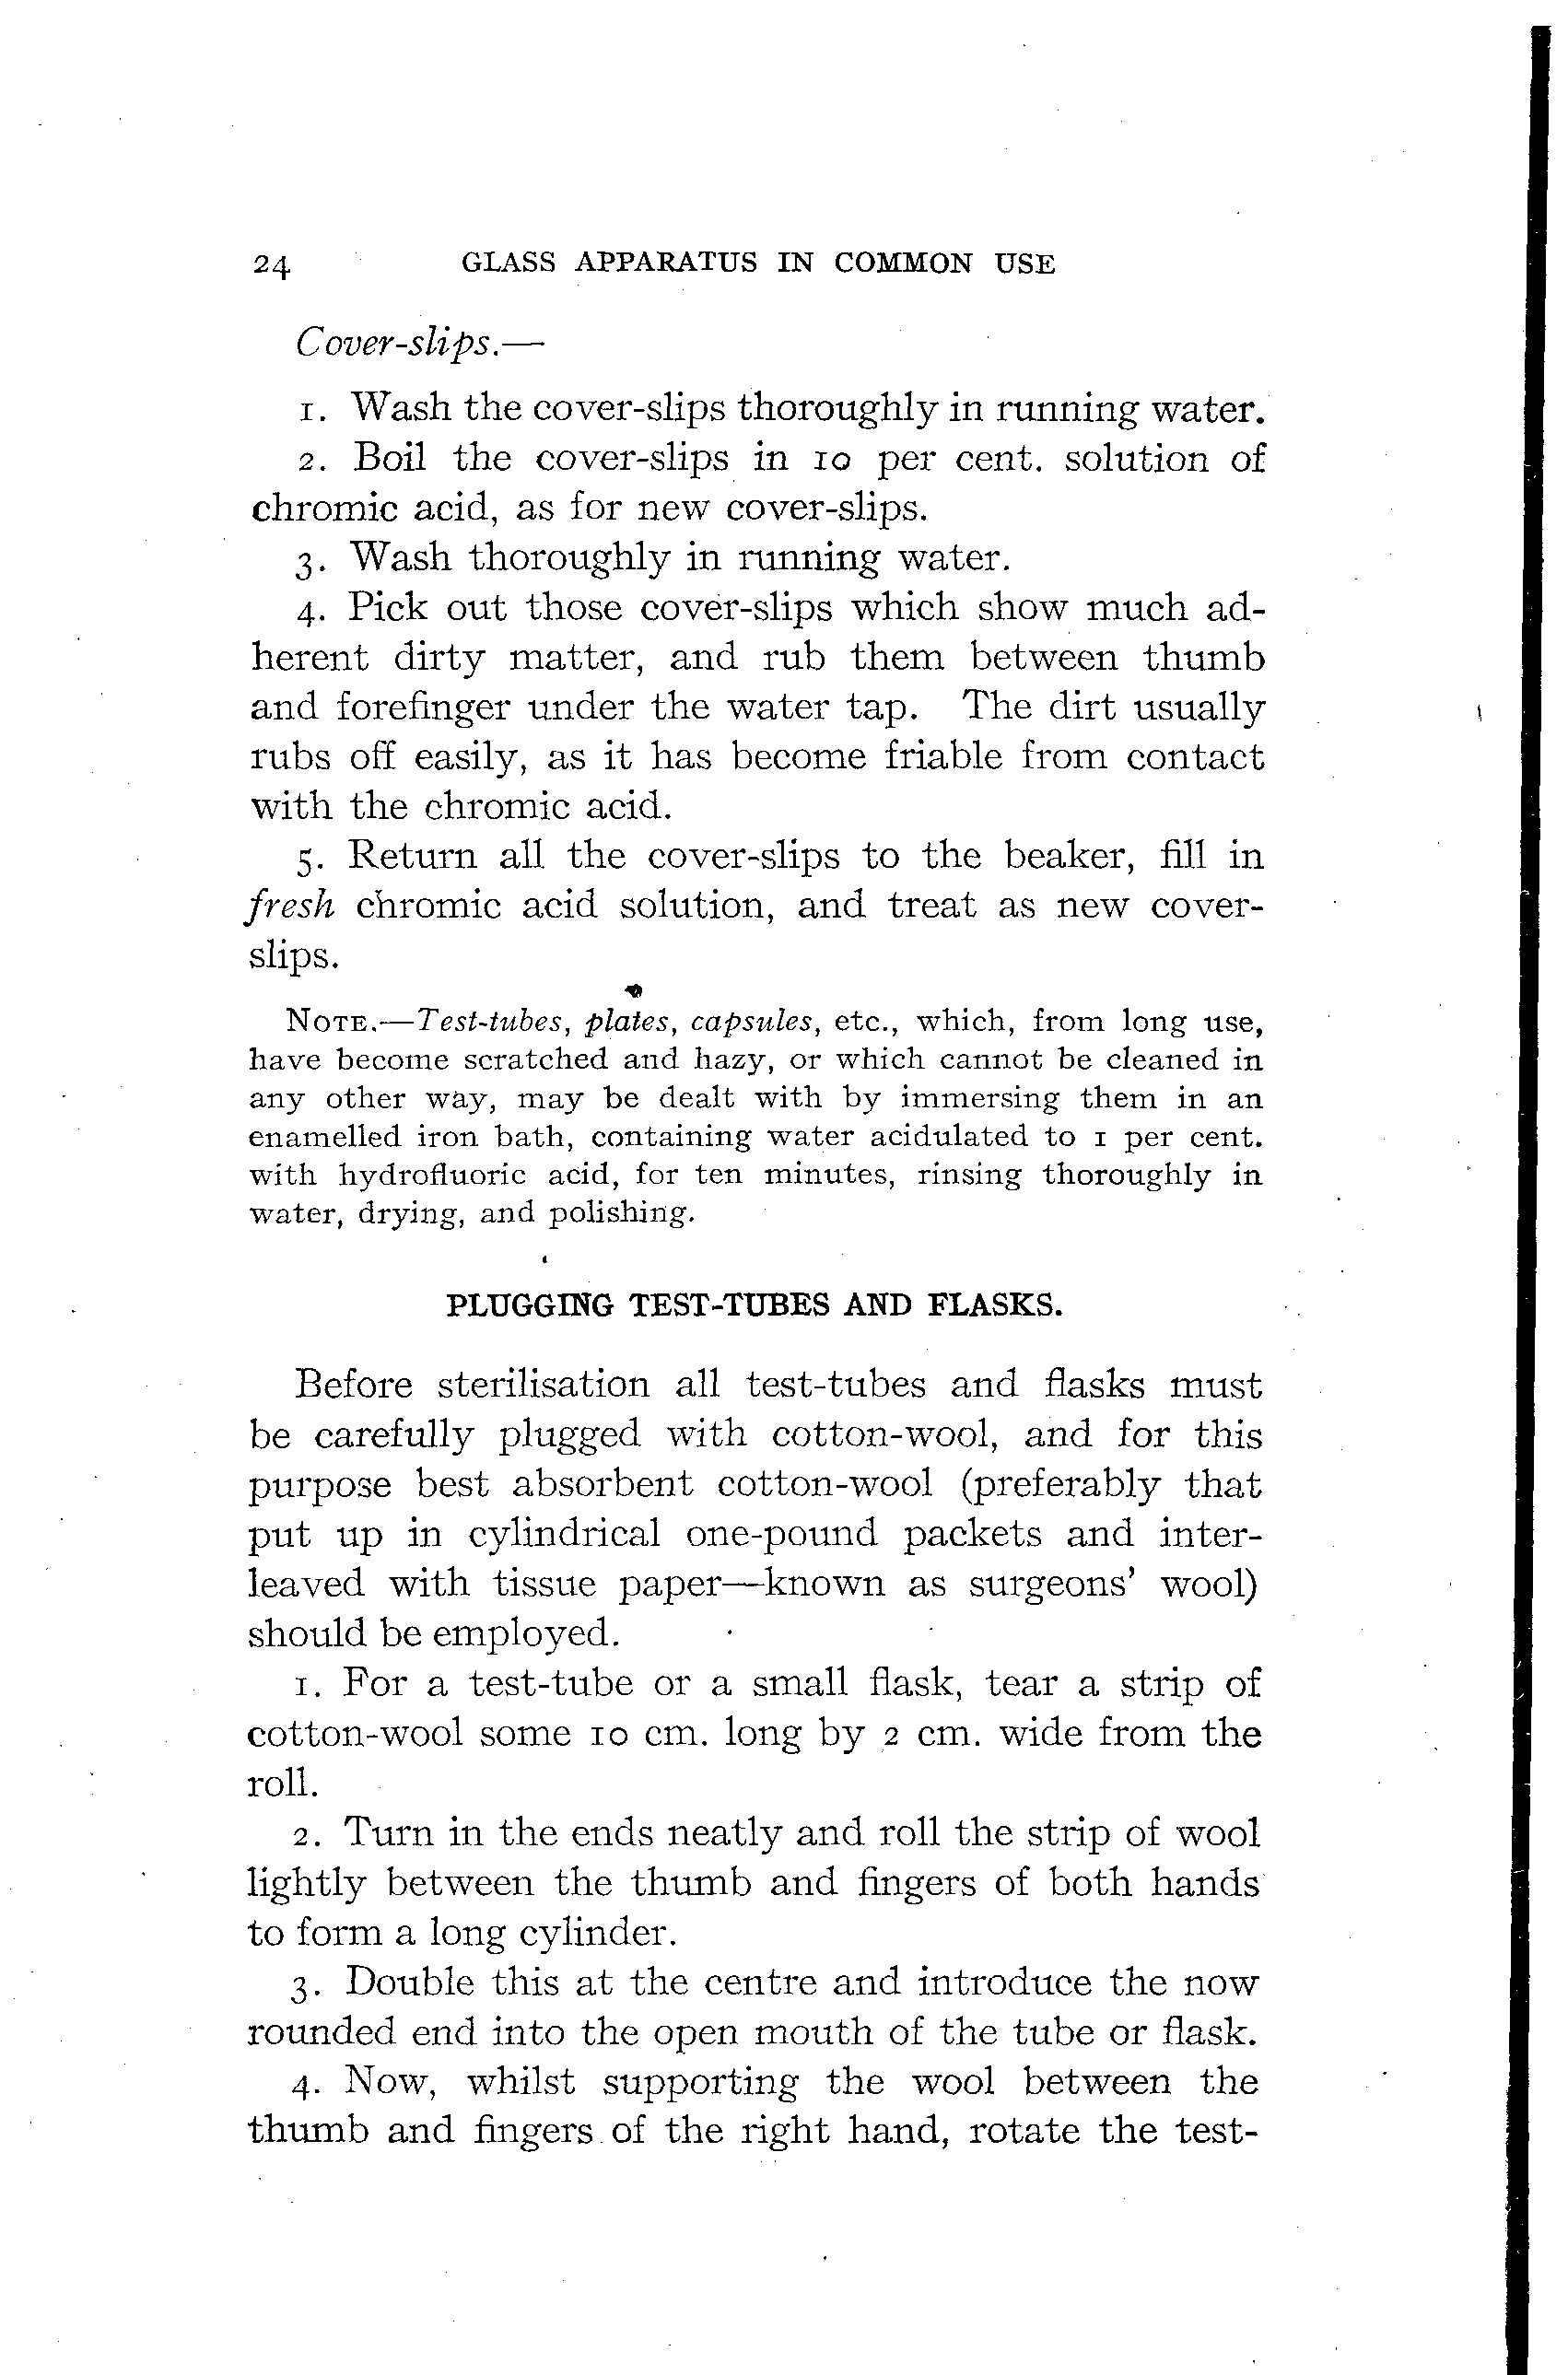 24 GLASS APPARATUS IN COMMON USE
Cover-slips.—
1. Wash the cover-slips thoroughly in running water.
2. Boil the cover-slips in 10 per cent. solution of
chromic acid, as for new cover-slips.
3. Wash thoroughly in running water.
4. Pick out those cover-slips which show much ad-
herent dirty matter, and rub them between thumb
and forefinger under the water tap. The dirt usually
rubs off easily, as it has become friable from contact
with the chromic acid.
5. Return all the cover-slips to the beaker, fill in
fresh chromic acid solution, and treat as new cover-
slips.
NOTE.—Test-tubes, plates, capsules, etc., which, from long use,
have become scratched and hazy, or which cannot be cleaned in
any other way, may be dealt with by immersing them in an
enamelled iron bath, containing water acidulated to 1 per cent.
with hydrofluoric acid, for ten minutes, rinsing thoroughly in
water, drying, and polishing.
PLUGGING TEST-TUBES AND FLASKS.
Before sterilisation all test-tubes and flasks must
be carefully plugged with cotton-wool, and for this
purpose best absorbent cotton-wool (preferably that
put up in cylindrical one-pound packets and inter-
leaved with tissue paper—known as surgeons' wool)
should be employed.
1. For a test-tube or a small flask, tear a strip of
cotton-wool some 10 cm. long by 2 cm. wide from the
roll.
2. Turn in the ends neatly and roll the strip of wool
lightly between the thumb and fingers of both hands
to form a long cylinder.
3. Double this at the centre and introduce the now
rounded end into the open mouth of the tube or flask.
4. Now, whilst supporting the wool between the
thumb and fingers of the right hand, rotate the test-